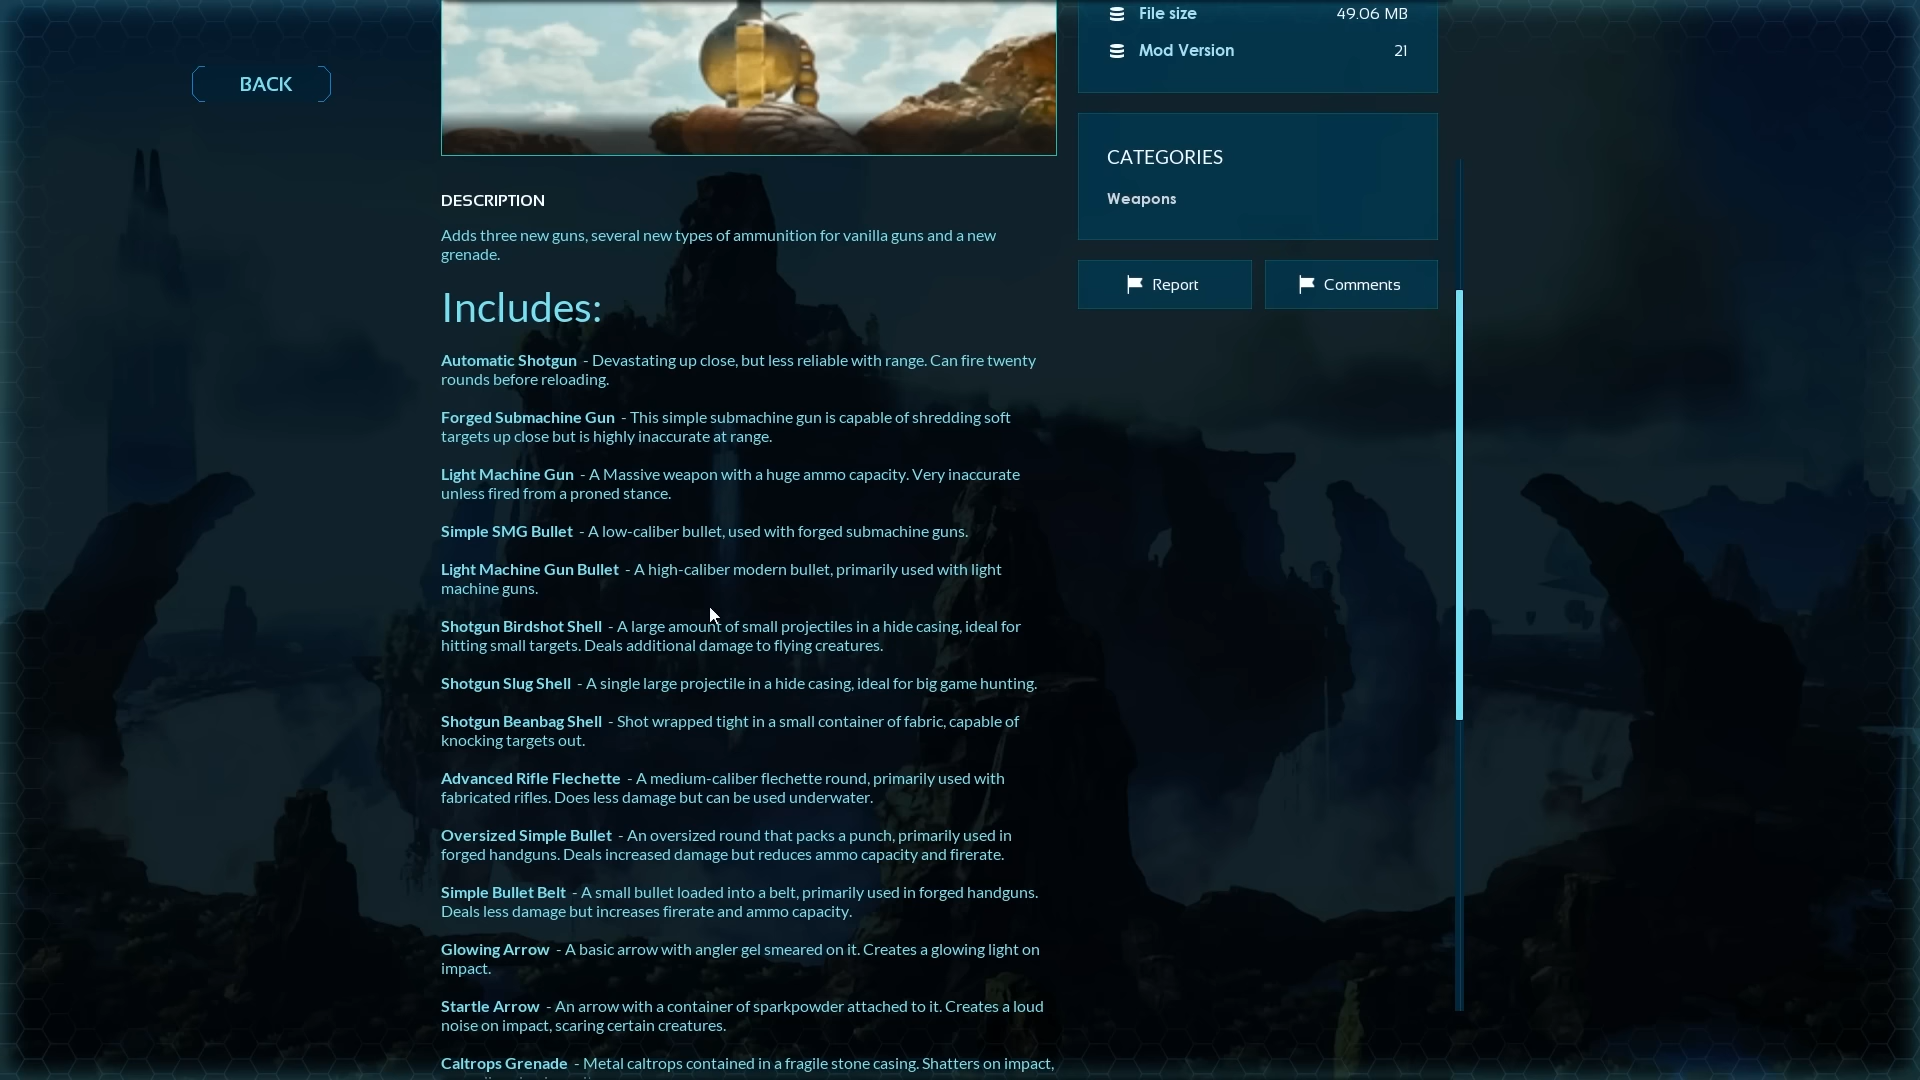 File size 49.06 MB
Mod Version 21
BACK
CATEGORIES
Weapons
Report
Comments
DESCRIPTION
Adds three new guns, several new types of ammunition for vanilla guns and a new
grenade.
Includes:
Automatic Shotgun - Devastating up close, but less reliable with range. Can fire twenty
rounds before reloading.
Forged Submachine Gun - This simple submachine gun is capable of shredding soft
targets up close but is highly inaccurate at range.
Light Machine Gun - A Massive weapon with a huge ammo capacity. Very inaccurate
unless fired from a proned stance.
Simple SMG Bullet - A low-caliber bullet, used with forged submachine guns.
Light Machine Gun Bullet - A high-caliber modern bullet, primarily used with light
machine guns.
Shotgun Birdshot Shell - A large amount of small projectiles in a hide casing, ideal for
hitting small targets. Deals additional damage to flying creatures.
Shotgun Slug Shell - A single large projectile in a hide casing, ideal for big game hunting.
Shotgun Beanbag Shell - Shot wrapped tight in a small container of fabric, capable of
knocking targets out.
Advanced Rifle Flechette - A medium-caliber flechette round, primarily used with
fabricated rifles. Does less damage but can be used underwater.
Oversized Simple Bullet - An oversized round that packs a punch, primarily used in
forged handguns. Deals increased damage but reduces ammo capacity and firerate.
Simple Bullet Belt - A small bullet loaded into a belt, primarily used in forged handguns.
Deals less damage but increases firerate and ammo capacity.
Glowing Arrow - A basic arrow with angler gel smeared on it. Creates a glowing light on
impact.
Startle Arrow - An arrow with a container of sparkpowder attached to it. Creates a loud
noise on impact, scaring certain creatures.
Caltrops Grenade - Metal caltrops contained in a fragile stone casing. Shatters on impact,